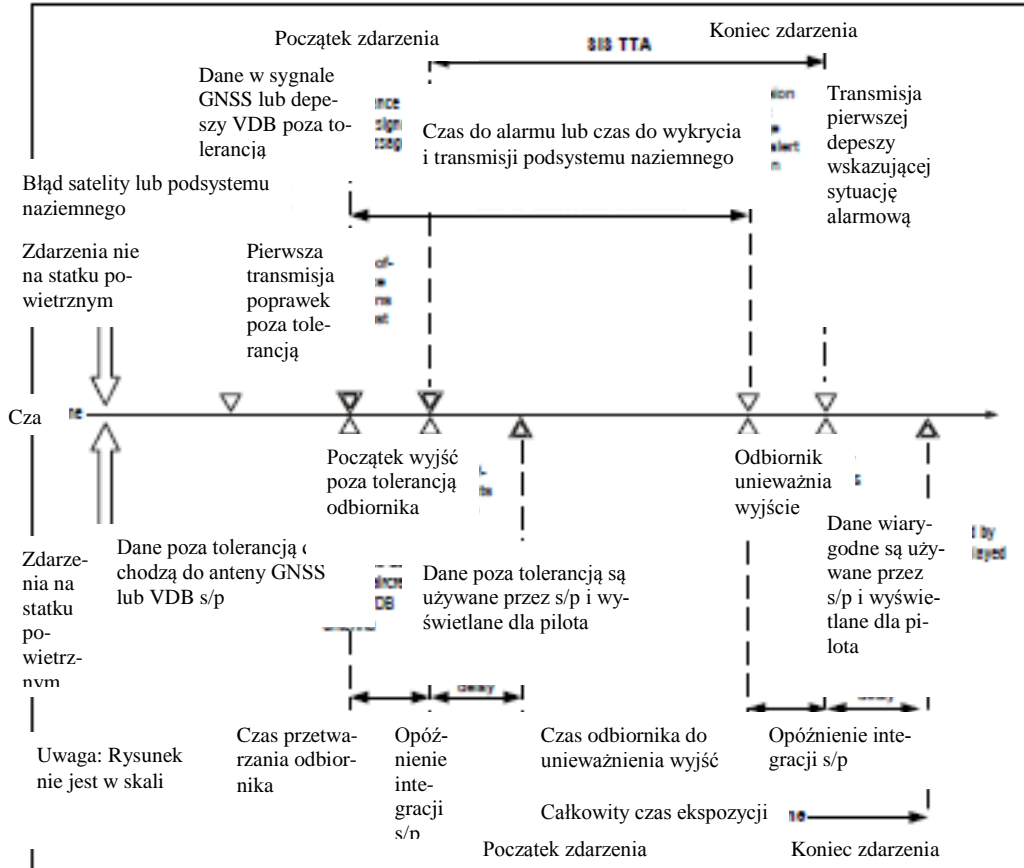 Początek zdarzenia
SIS TTA
Koniec zdarzenia
Dane w sygnale
GNSS lub depe-
szy VDB poza to-
lerancją
Czas do alarmu lub czas do wykrycia
i transmisji podsystemu naziemnego
Transmisja
pierwszej
depeszy
wskazującej
sytuację
alarmową
Błąd satelity lub podsystemu
naziemnego
Zdarzenia nie
na statku po-
wietrznym
Pierwsza
transmisja
poprawek
poza tole-
rancją
Cza
Początek wyjść
poza tolerancją
odbiornika
Odbiornik
unieważnia
wyjście
Zdarze-
nia na
statku
po-
wietrz-
nym
Dane poza tolerancją
chodzą do anteny GNSS
lub VDB s/p
Dane poza tolerancją są
używane przez s/p i wy-
świetlane dla pilota
Dane wiary-
godne są uży-
wane przez
s/p i wyświe-
tlane dla pi-
lota
Uwaga: Rysunek
nie jest w skali
Czas przetwa-
rzania odbior-
nika
Opóź-
nienie
inte-
gracji
s/p
Czas odbiornika do
unieważnienia wyjść
Opóźnienie inte-
gracji s/p
Całkowity czas ekspozycji
Początek zdarzenia
Koniec zdarzenia